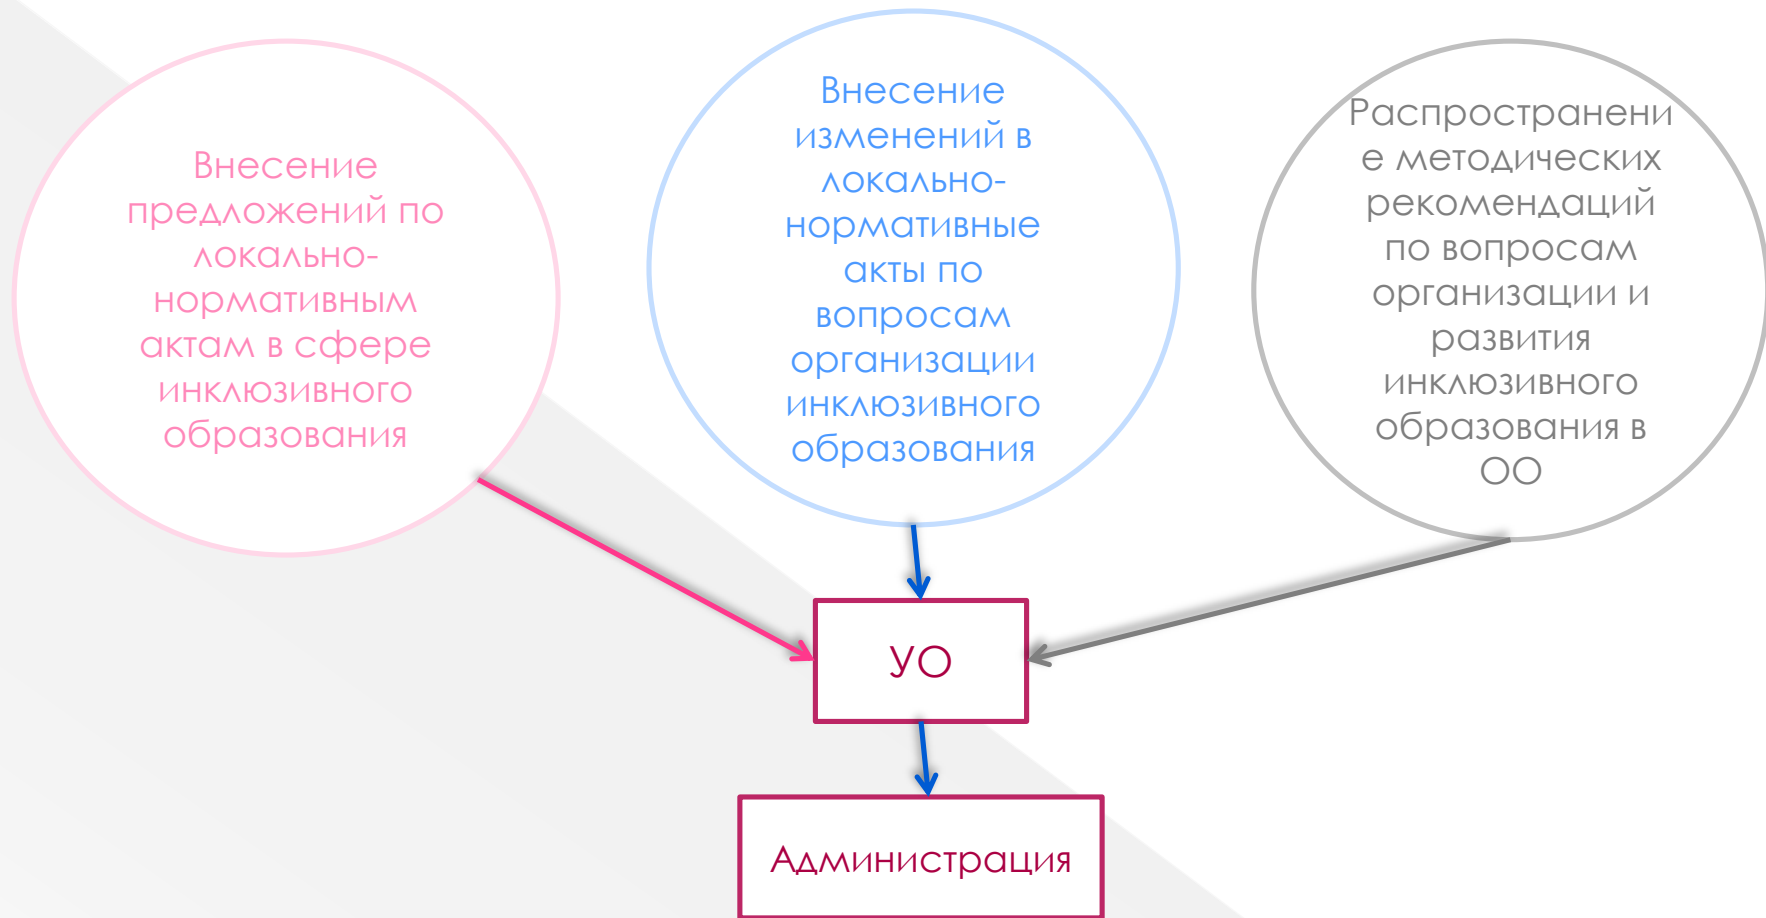 Внесение
предложений по
локально-
нормативным
актам в сфере
инклюзивного
образования
Внесение
изменений в
локально-
нормативные
акты по
вопросам
организации
инклюзивного
образования
Распространени
е методических
рекомендаций
по вопросам
организации и
развития
инклюзивного
образования в
ОО
УО
Администрация